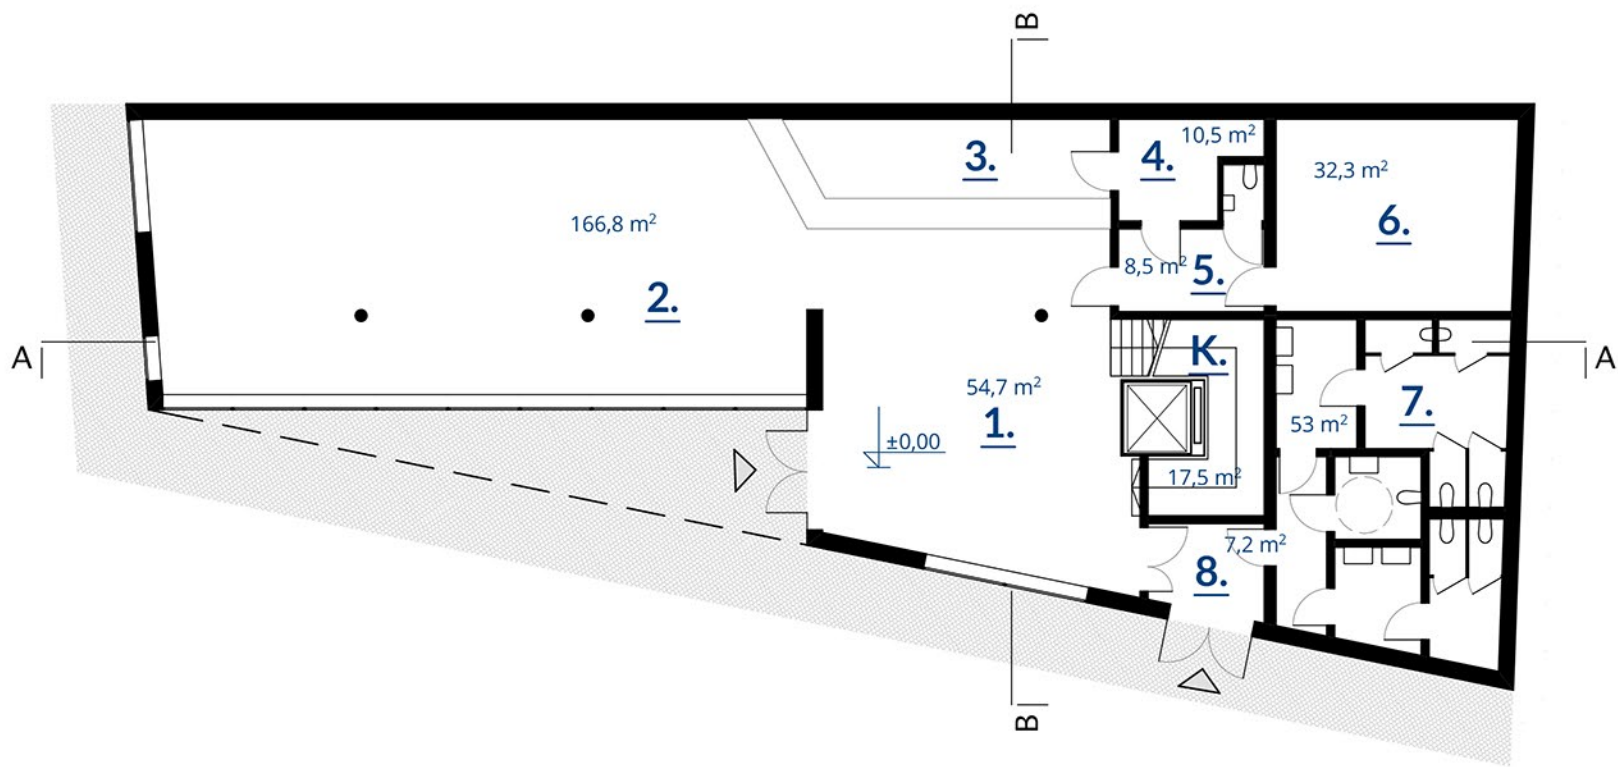 B
10,5 m²
3.
4.
32,3 m²
166,8 m²
6.
8,5 m²
5.
2.
A
K.
A
54,7 m²
7.
1.
53 m²
±0,00
17,5 m²
7,2 m²
8.
B